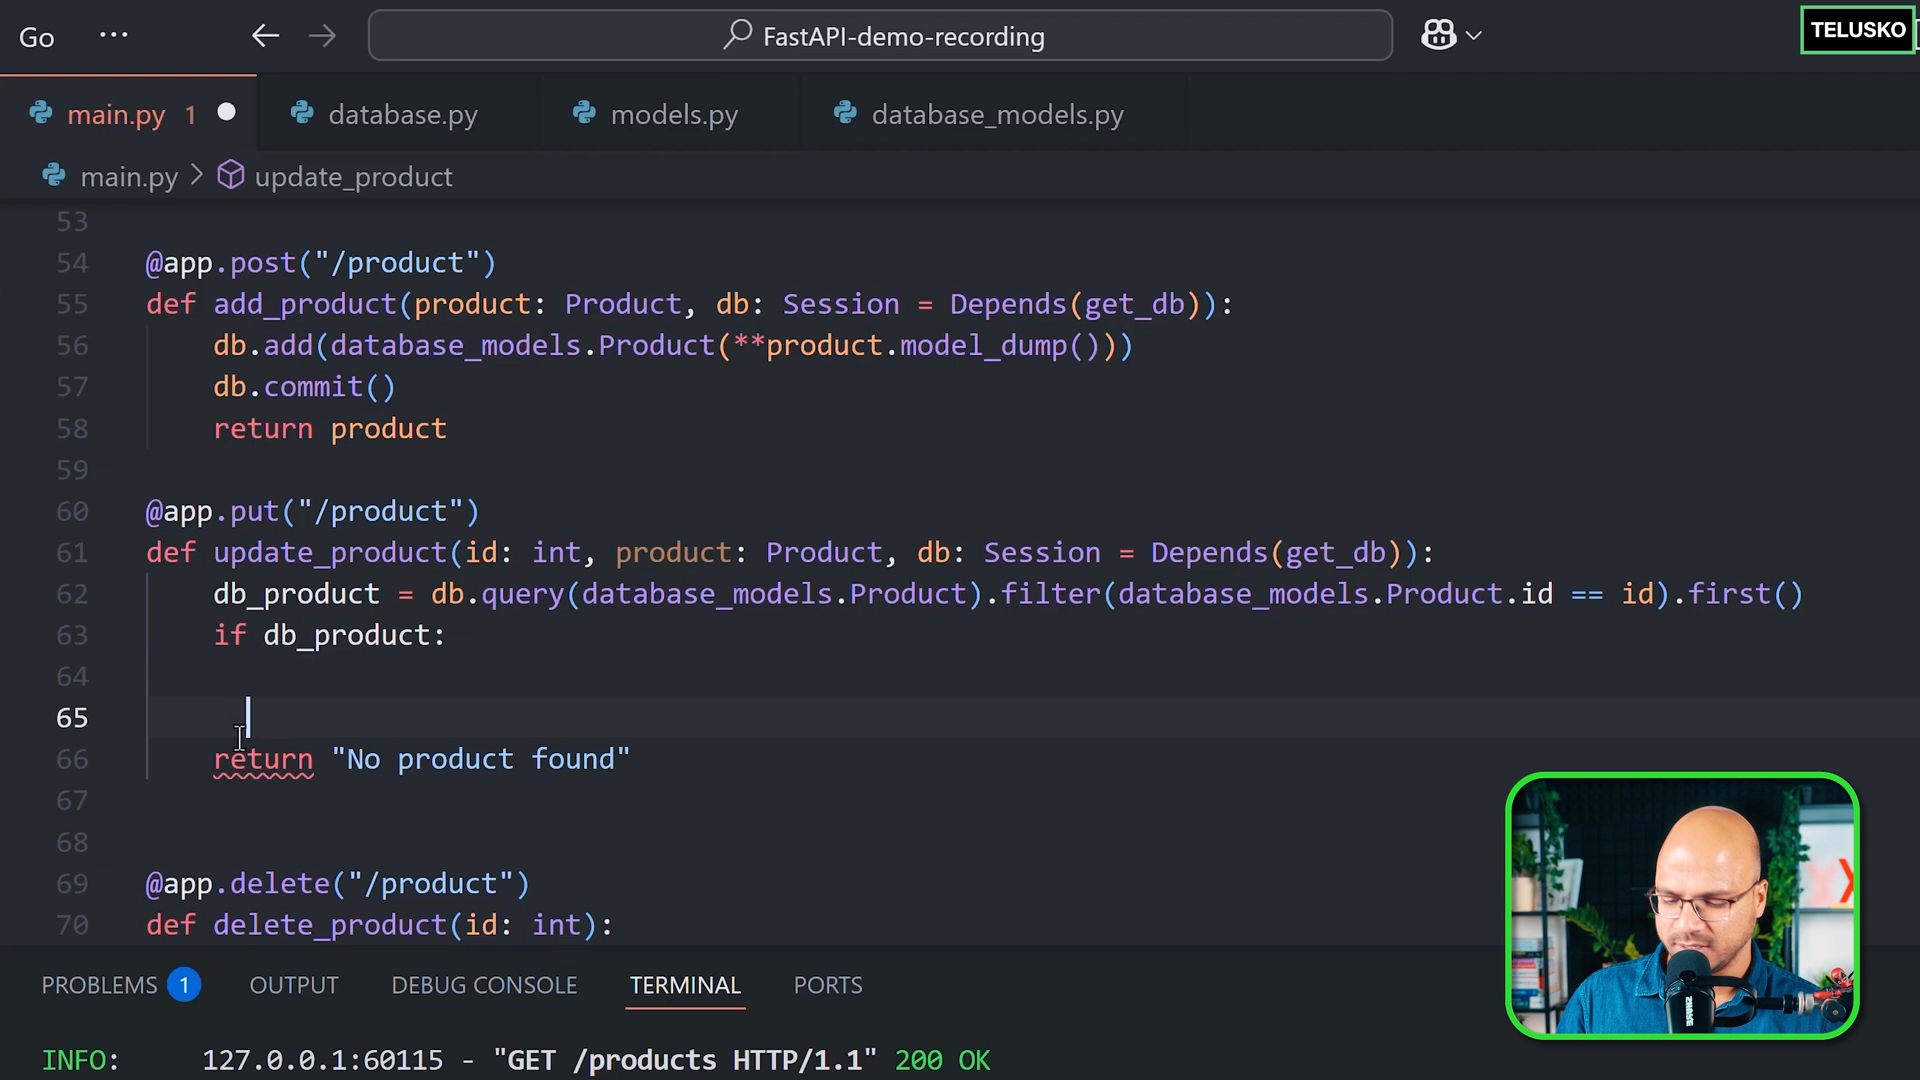 Go ··· FastAPI-demo-recording TELUSKO
main.py 1 database.py models.py database_models.py
main.py > update_product
53
54 @app.post("/product")
55 def add_product(product: Product, db: Session = Depends(get_db)):
56 db.add(database_models.Product(**product.model_dump()))
57 db.commit()
58 return product
59
60 @app.put("/product")
61 def update_product(id: int, product: Product, db: Session = Depends(get_db)):
62 db_product = db.query(database_models.Product).filter(database_models.Product.id == id).first()
63 if db_product:
64
65
66 return "No product found"
67
68
69 @app.delete("/product")
70 def delete_product(id: int):
PROBLEMS 1 OUTPUT DEBUG CONSOLE TERMINAL PORTS
INFO: 127.0.0.1:60115 - "GET /products HTTP/1.1" 200 OK